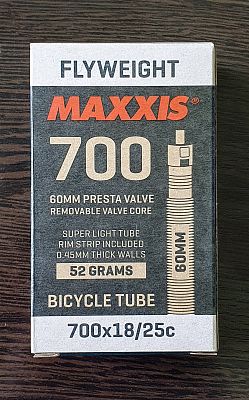 FLYWEIGHT
MAXXIS®
700
60MM PRESTA VALVE
REMOVABLE VALVE CORE
SUPER LIGHT TUBE
RIM STRIP INCLUDED
0.45MM THICK WALLS
52 GRAMS
60MM
BICYCLE TUBE
700x18/25c